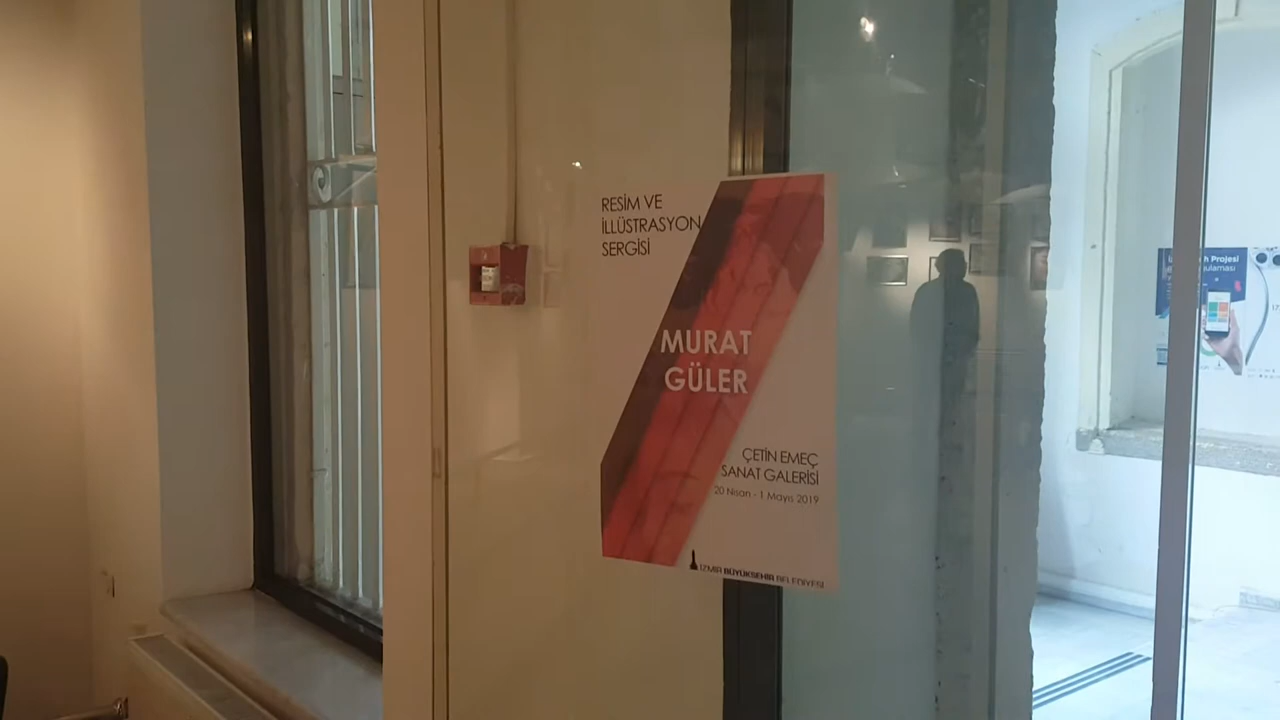 RESİM VE
İLLÜSTRASYON
SERGİSİ
MURAT
GÜLER
ÇETİN EMEÇ
SANAT GALERİSİ
20 Nisan - 1 Mayıs 2019
İZMİR BÜYÜKŞEHİR BELEDİYESİ
Projesi